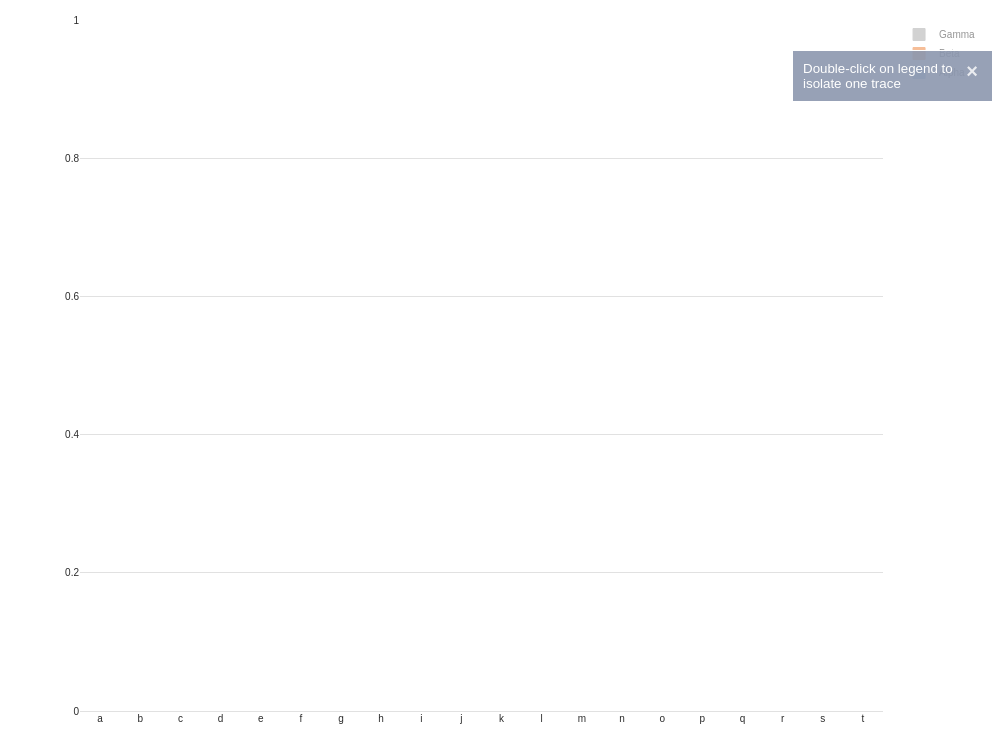 1
Gamma
Beta
Double-click on legend to
isolate one trace
×
0.8
0.6
0.4
0.2
0
a b c d e f g h i j k l m n o p q r s t